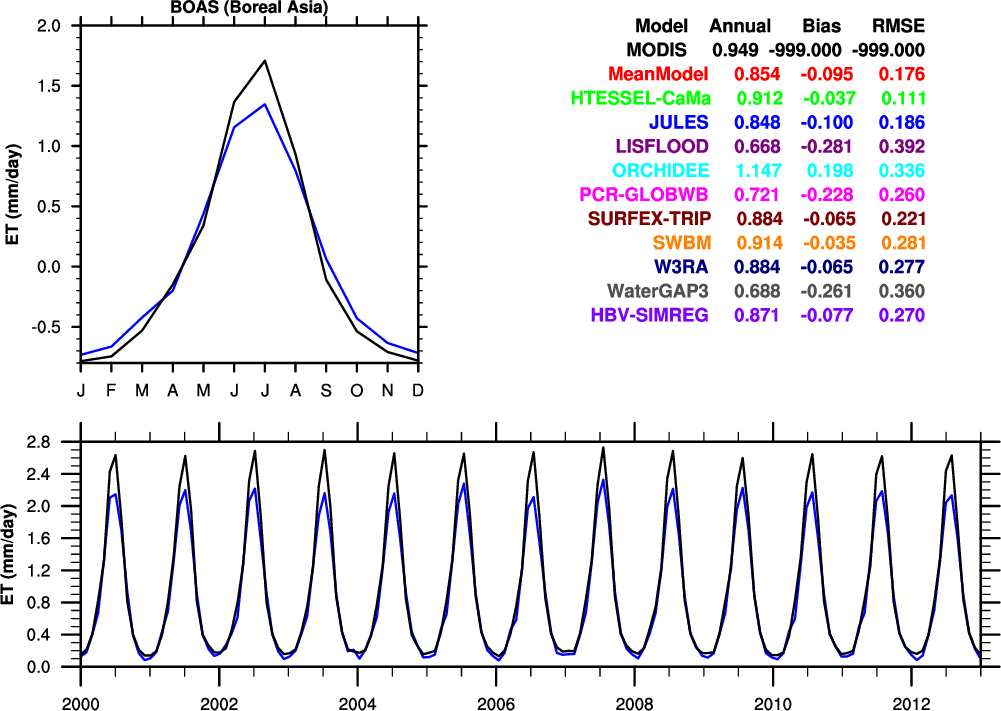 BOAS (Boreal Asia)
2.0
1.5
1.0
0.5
0.0
-0.5
ET (mm/day)
J F M A M J J A S O N D
Model Annual Bias RMSE
MODIS 0.949 -999.000 -999.000
MeanModel 0.854 -0.095 0.176
HTESSEL-CaMa 0.912 -0.037 0.111
JULES 0.848 -0.100 0.186
LISFLOOD 0.668 -0.281 0.392
ORCHIDEE 1.147 0.198 0.336
PCR-GLOBWB 0.721 -0.228 0.260
SURFEX-TRIP 0.884 -0.065 0.221
SWBM 0.914 -0.035 0.281
W3RA 0.884 -0.065 0.277
WaterGAP3 0.688 -0.261 0.360
HBV-SIMREG 0.871 -0.077 0.270
2.8
2.4
2.0
1.6
1.2
0.8
0.4
0.0
ET (mm/day)
2000 2002 2004 2006 2008 2010 2012